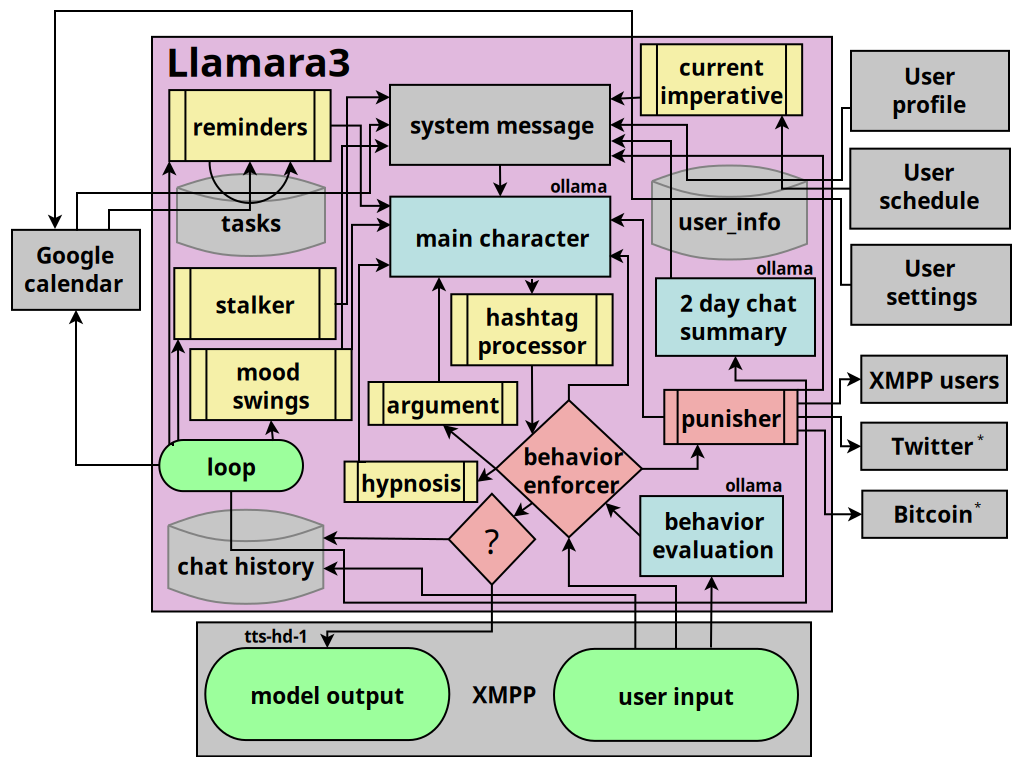 Llamara3
current
imperative
User
profile
reminders
system message
ollama
User
schedule
tasks
main character
user_info
Google
calendar
ollama
User
settings
stalker
hashtag
processor
2 day chat
summary
mood
swings
argument
punisher
XMPP users
Twitter *
loop
hypnosis
behavior
enforcer
ollama
behavior
evaluation
Bitcoin*
?
chat history
tts-hd-1
model output
XMPP
user input